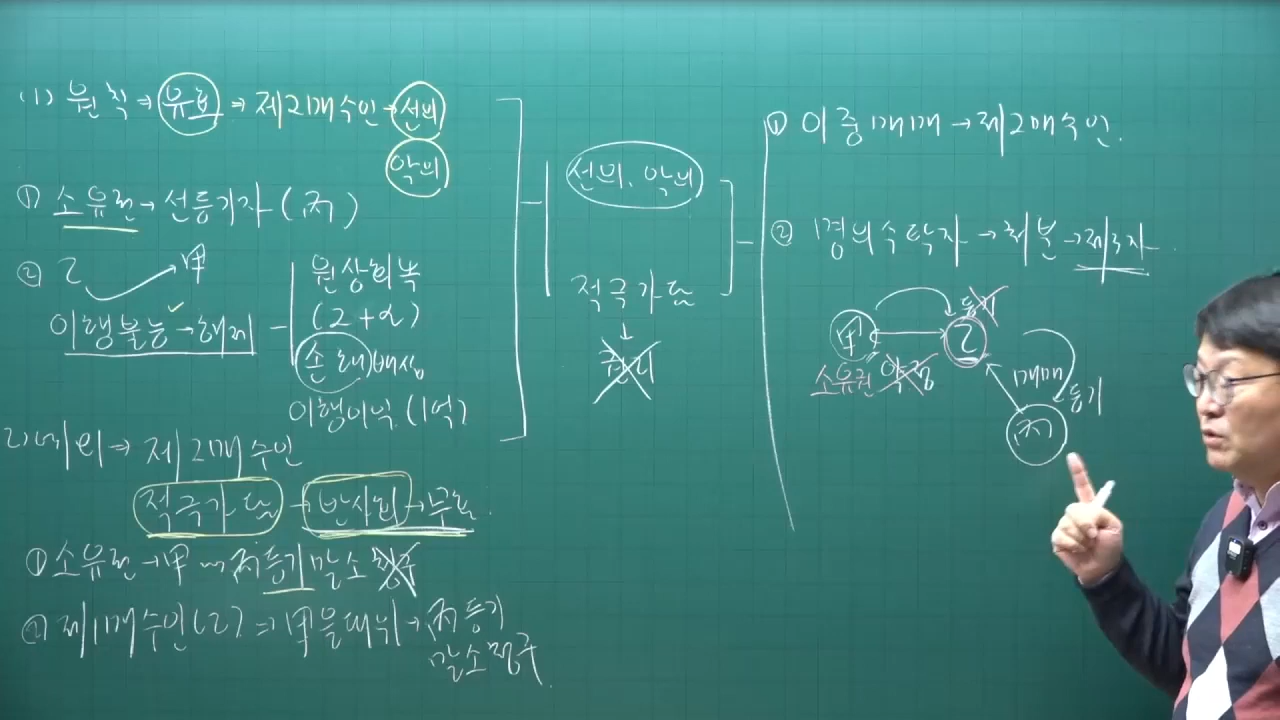 (1) 원칙 ⇒ 유효 ⇒ 제2매수인 → 선의
악의
① 소유권 → 선등기자 (丙)
② 乙 → 甲
이행불능 → 해제
원상회복
(2+α)
손해배상
이행이익 (1억)
2) 예외 ⇒ 제2매수인
적극가담 → 반사회 → 무효
① 소유권 → 甲 → 丙등기 말소 청구
② 제1매수인(乙) ⇒ 甲을 대위 → 丙등기
말소청구
선의, 악의
적극가담
↓
권리
① 이중매매 → 제2매수인.
② 명의수탁자 → 처분 → 제3자
甲 → 乙 등기
소유권 약정
매매
등기
丙